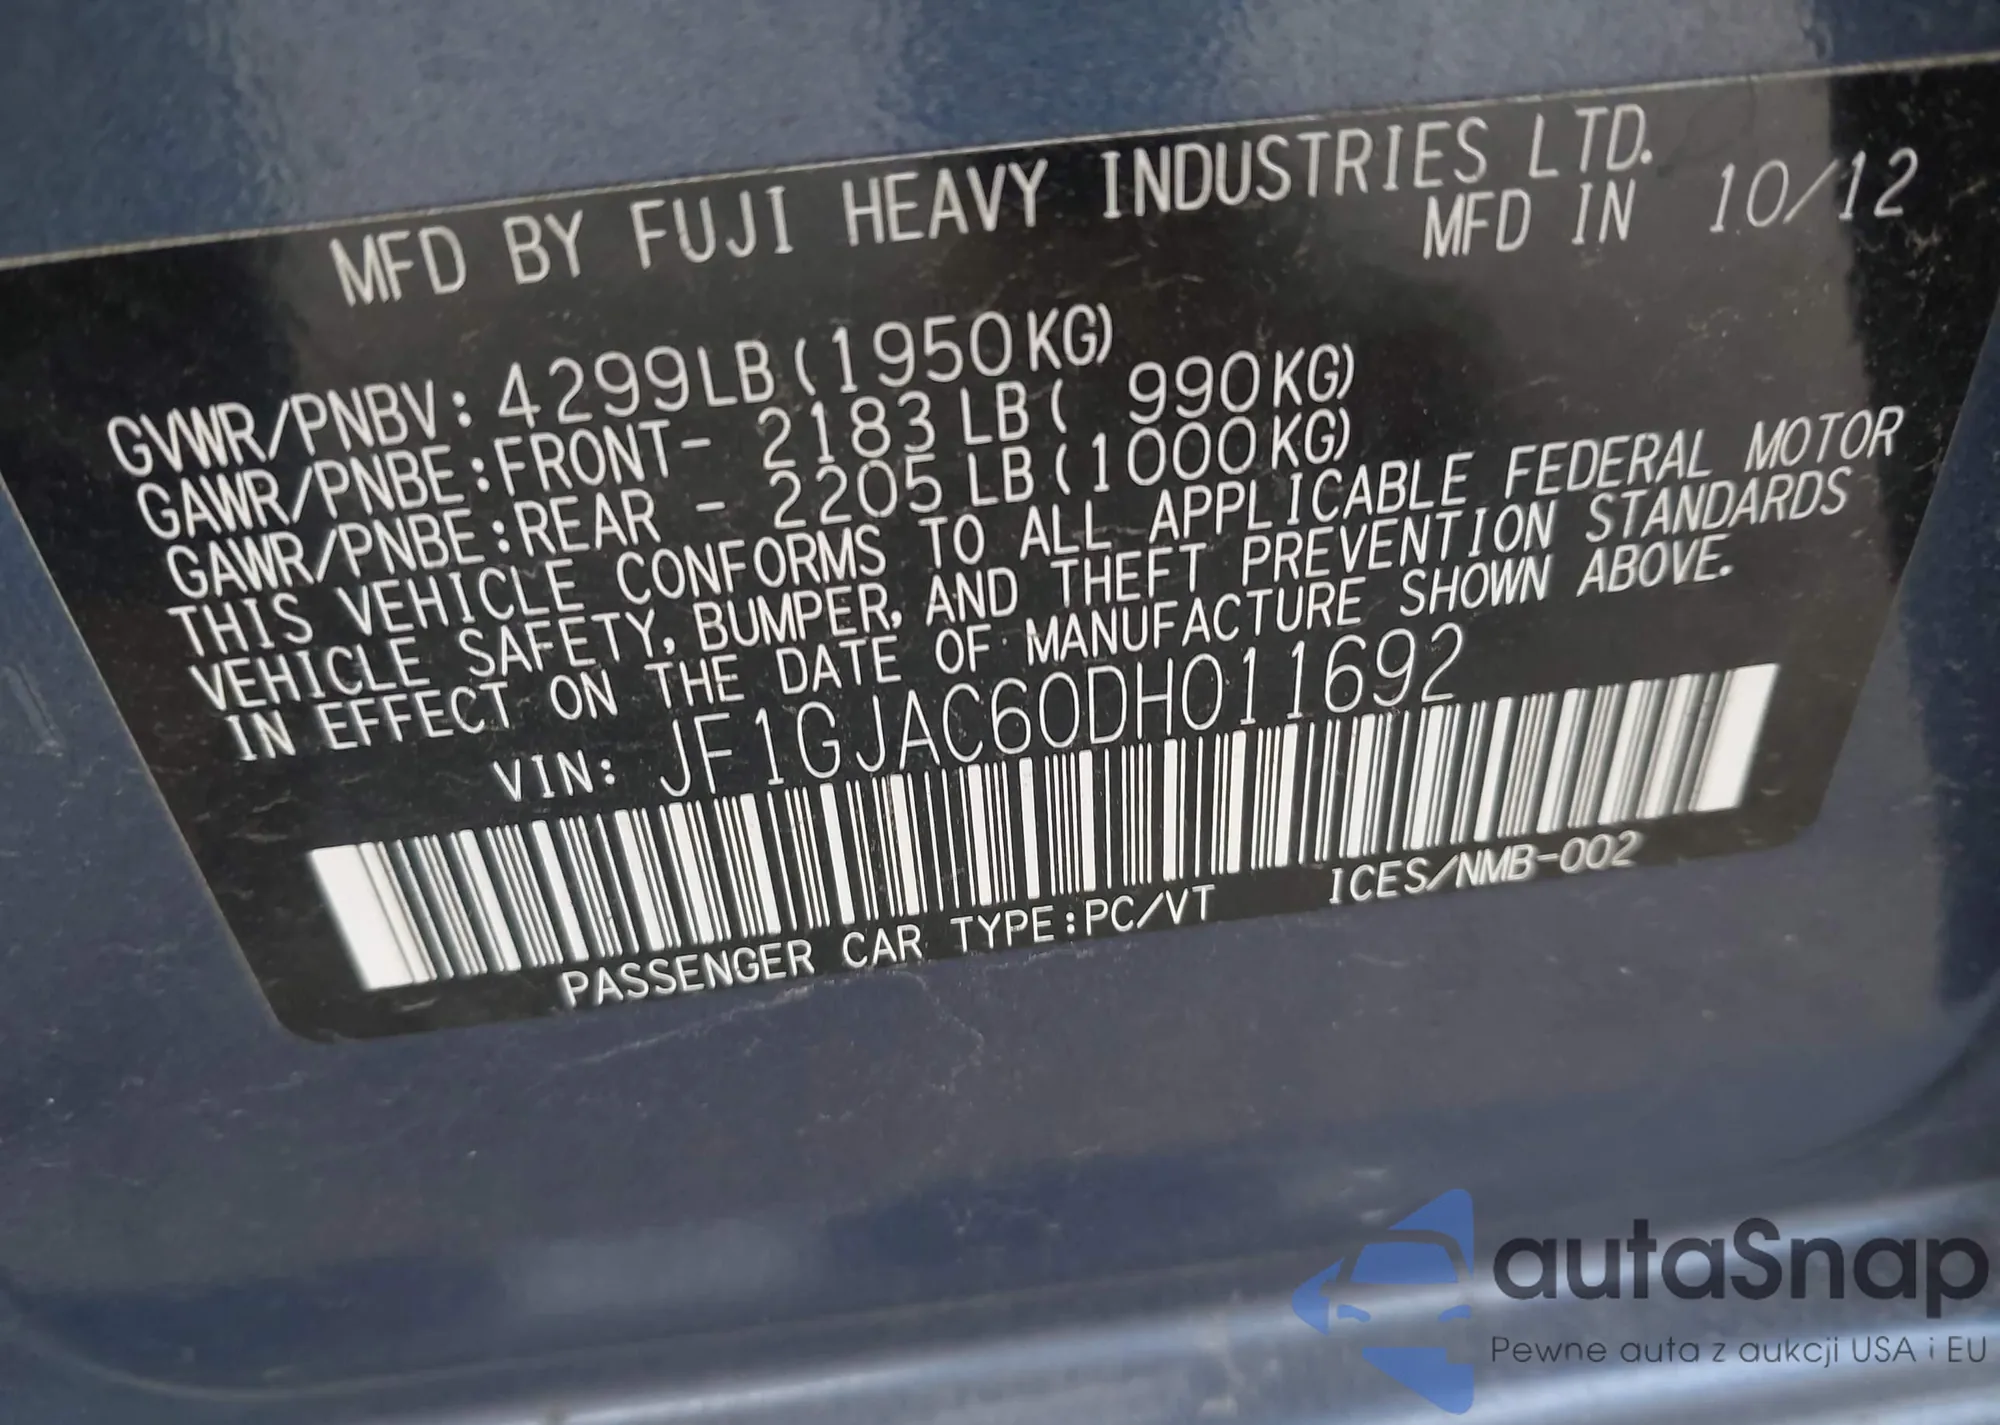 MFD BY FUJI HEAVY INDUSTRIES LTD.
MFD IN 10/12
GVWR/PNBV: 4299LB(1950KG)
GAWR/PNBE:FRONT- 2183LB( 990KG)
GAWR/PNBE:REAR - 2205LB(1000KG)
THIS VEHICLE CONFORMS TO ALL APPLICABLE FEDERAL MOTOR
VEHICLE SAFETY, BUMPER, AND THEFT PREVENTION STANDARDS
IN EFFECT ON THE DATE OF MANUFACTURE SHOWN ABOVE.
VIN: JF1GJAC60DH011692
PASSENGER CAR TYPE:PC/VT ICES/NMB-002
autaSnap
Pewne auta z aukcji USA i EU